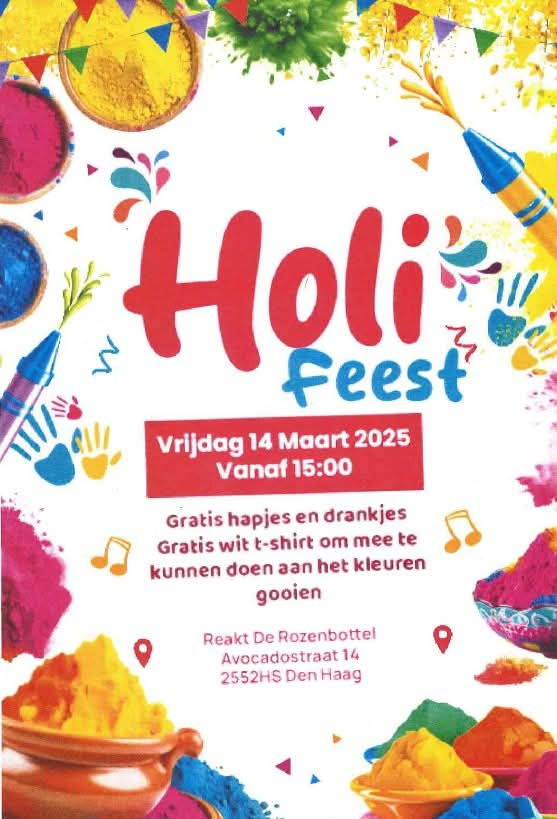 Holi
Feest
Vrijdag 14 Maart 2025
Vanaf 15:00
Gratis hapjes en drankjes
Gratis wit t-shirt om mee te
kunnen doen aan het kleuren
gooien
Reakt De Rozenbottel
Avocadostraat 14
2552HS Den Haag